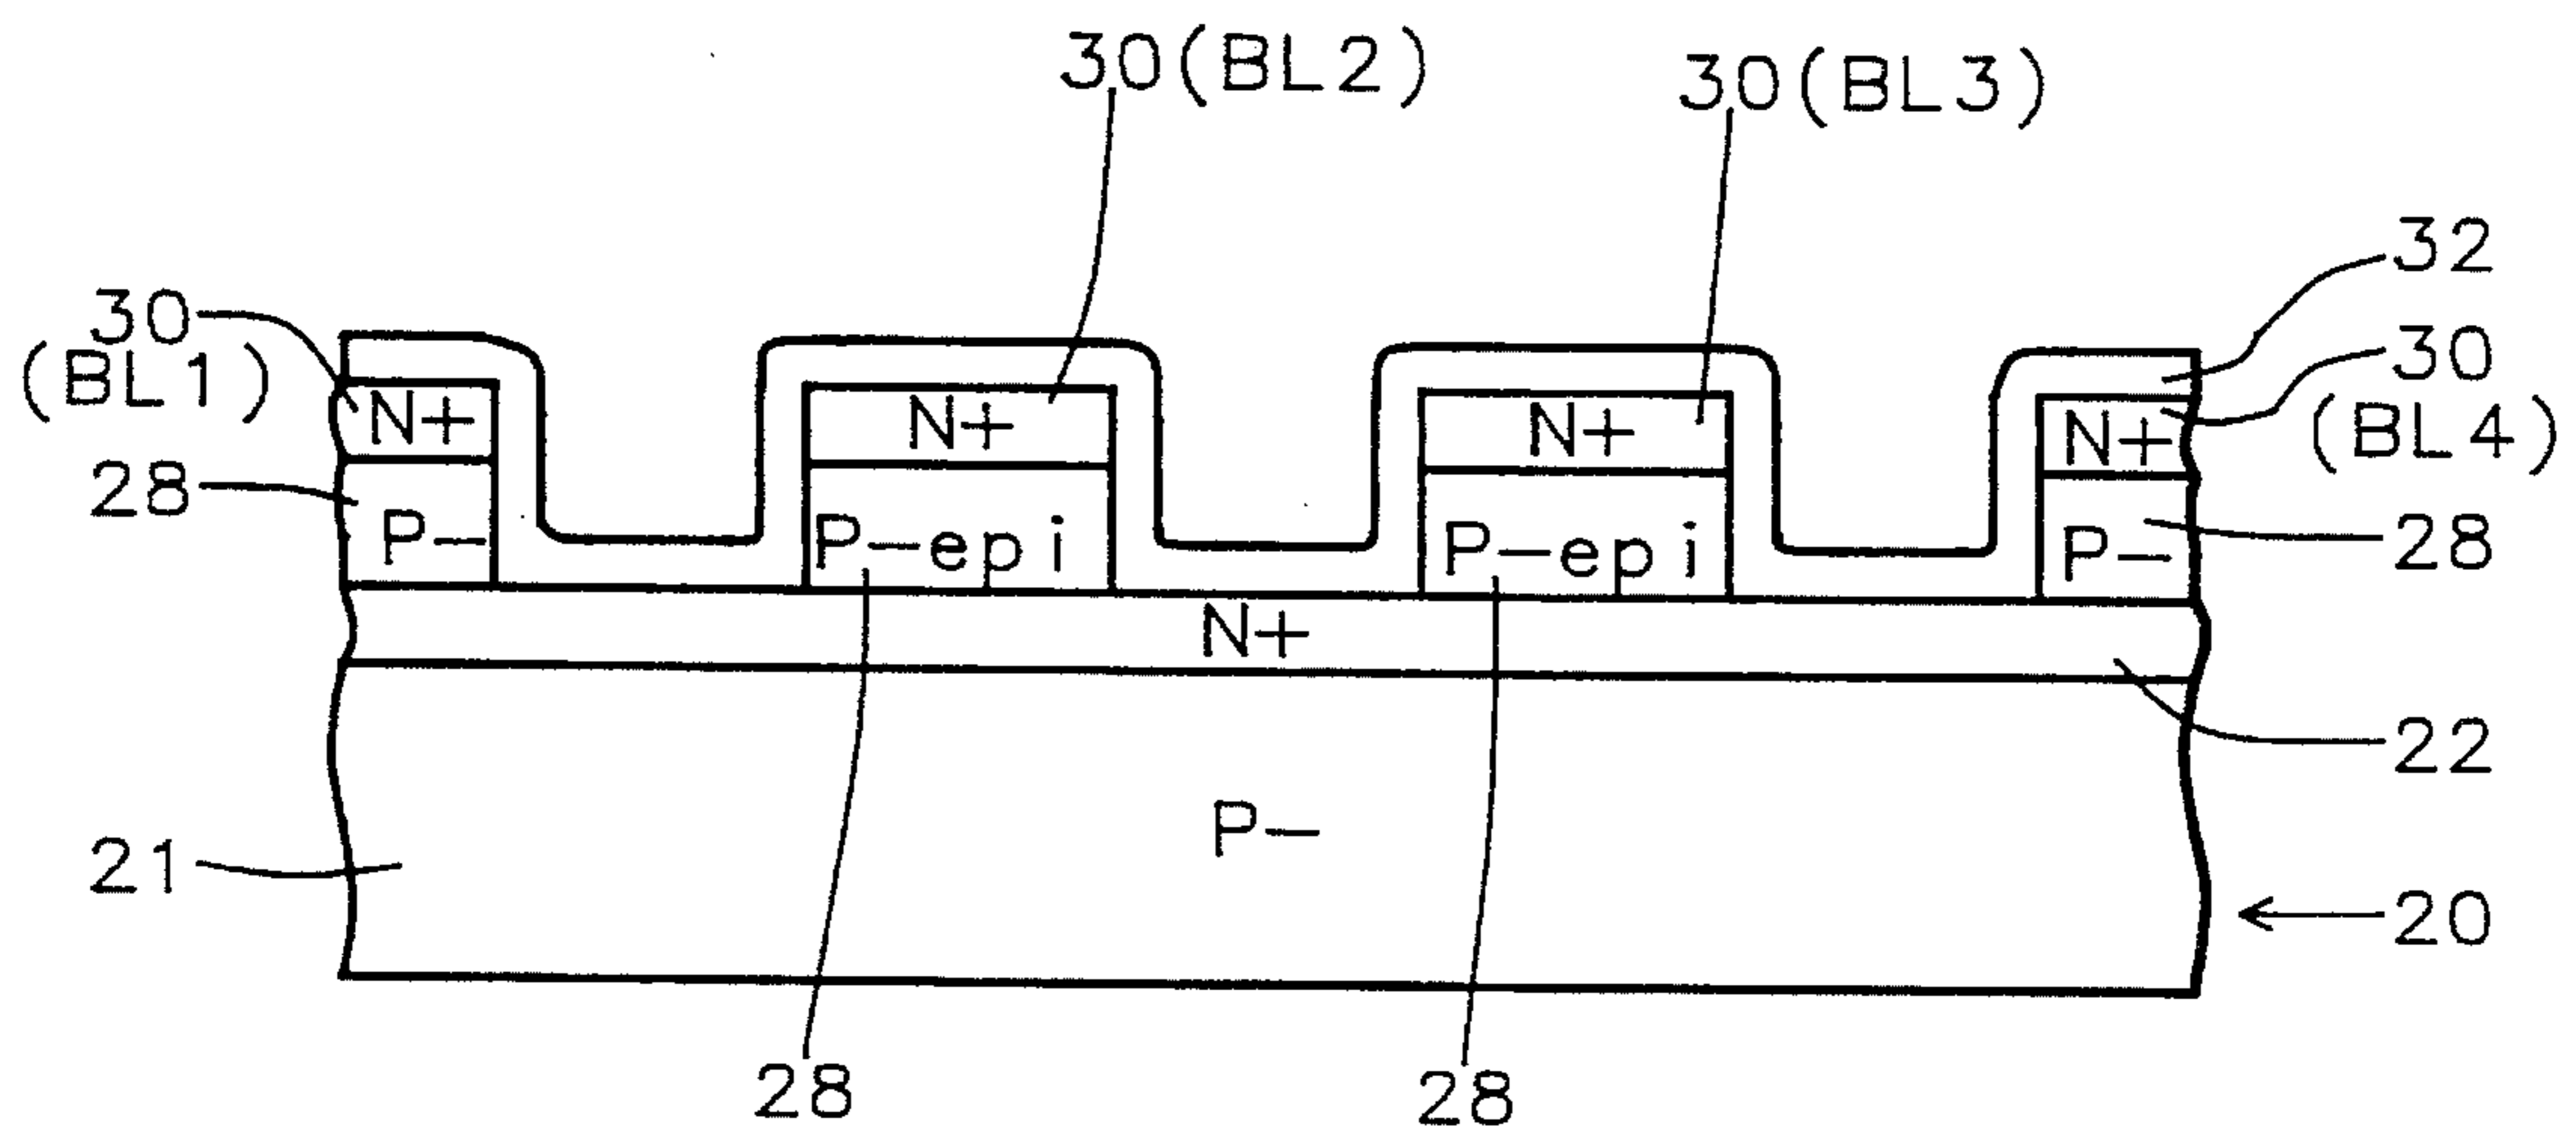 30(BL2)
30(BL3)
32
30
(BL1)
30
(BL4)
N+
N+
N+
N+
28
P-
P-epi
P-epi
P-
28
N+
22
P-
21
20
28
28